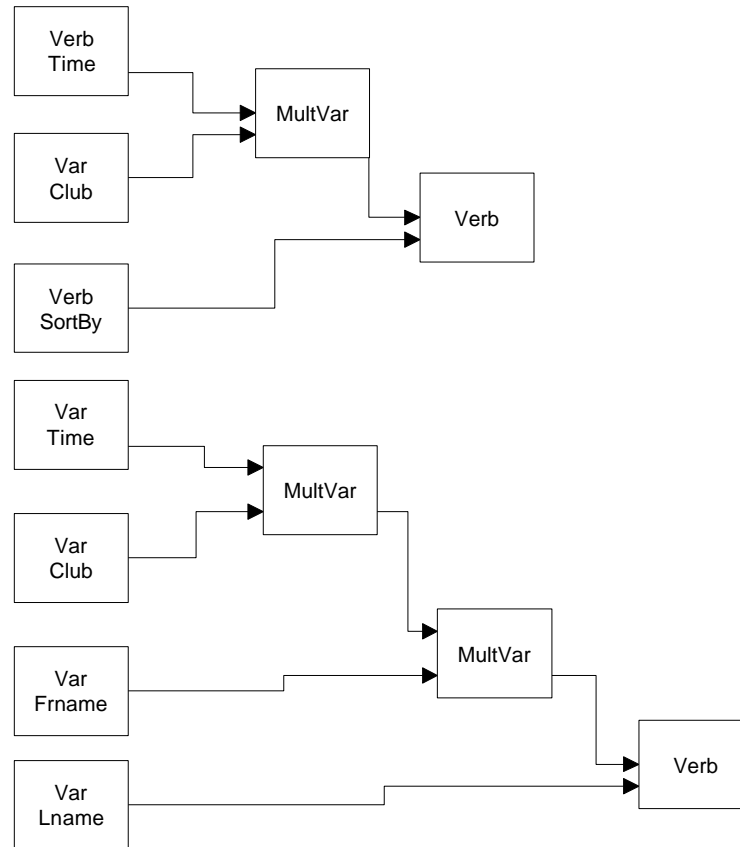 Verb
Time
MultVar
Var
Club
Verb
Verb
SortBy
Var
Time
MultVar
Var
Club
MultVar
Var
Frname
Verb
Var
Lname